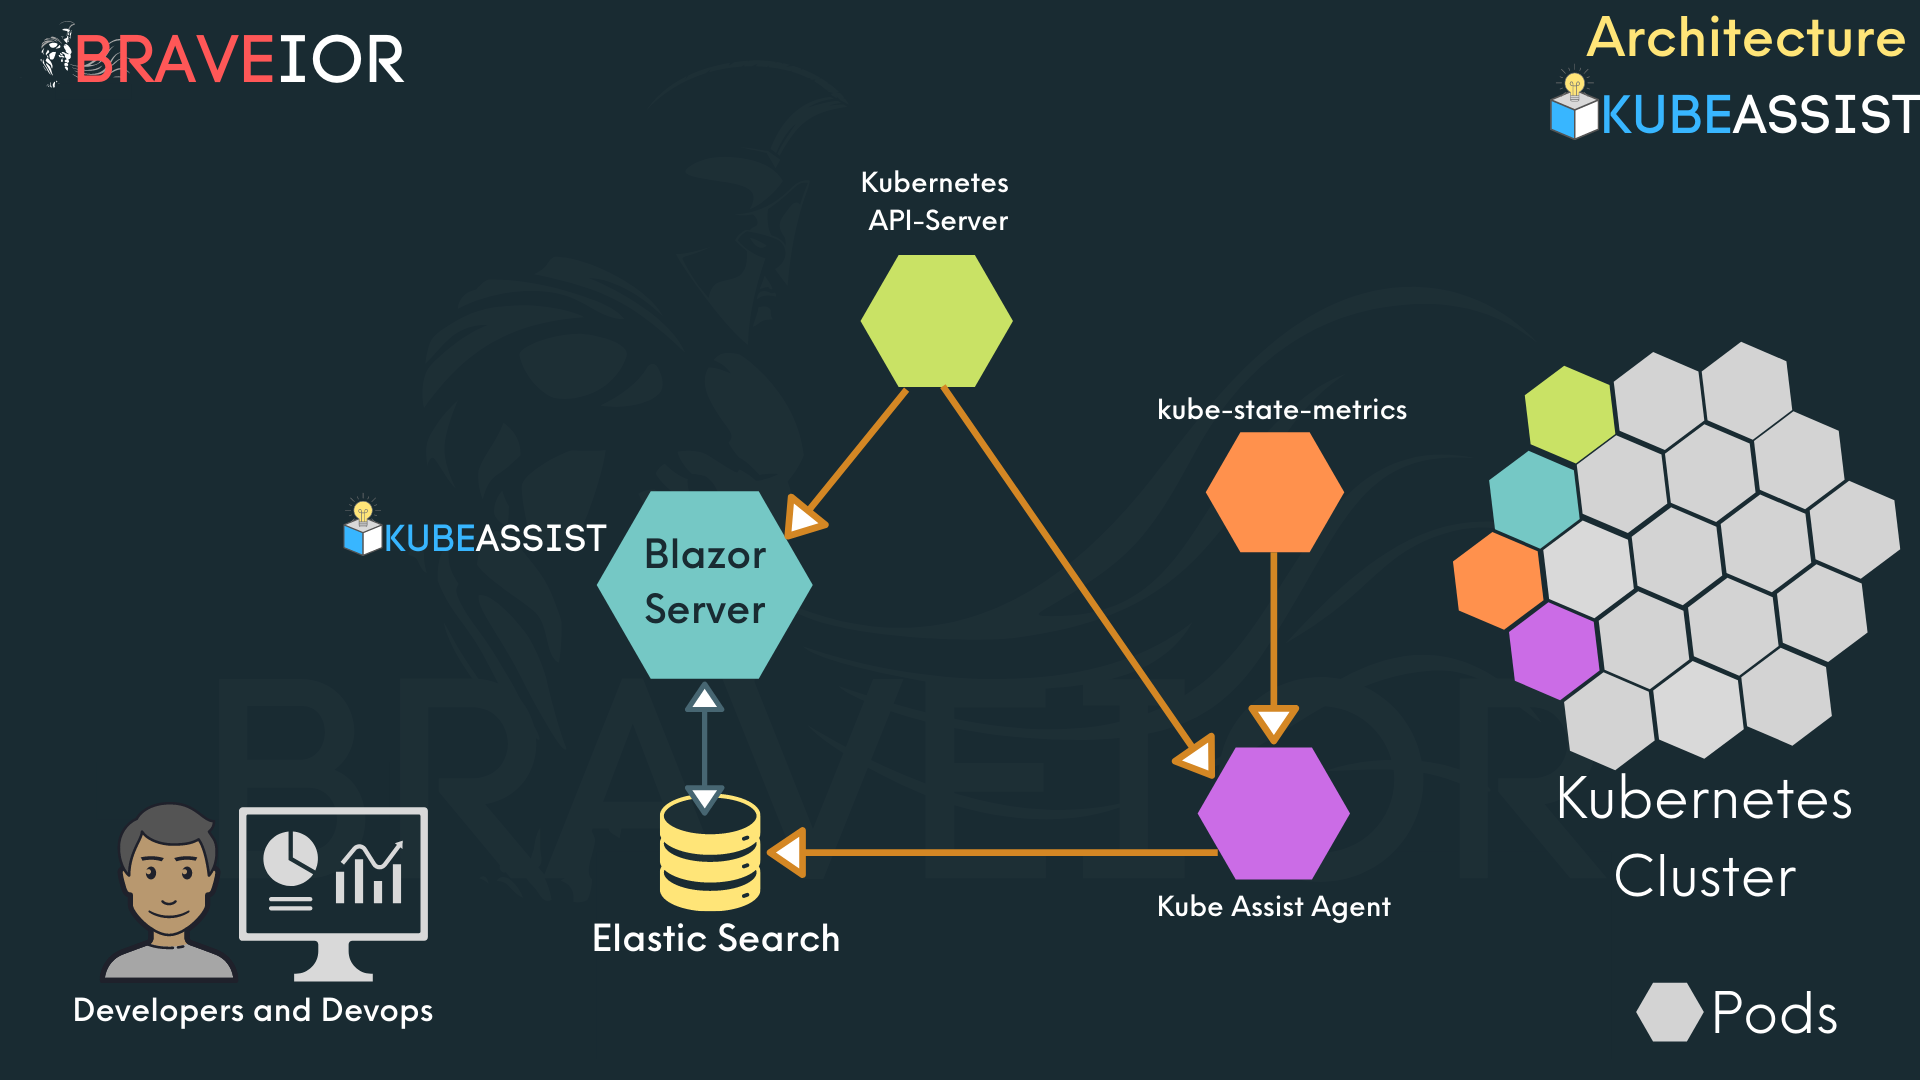 BRAVEIOR
Architecture
KUBEASSIST
Kubernetes
API-Server
kube-state-metrics
KUBEASSIST
Blazor
Server
BRAVEIOR
Kubernetes
Cluster
Kube Assist Agent
Elastic Search
Developers and Devops
Pods